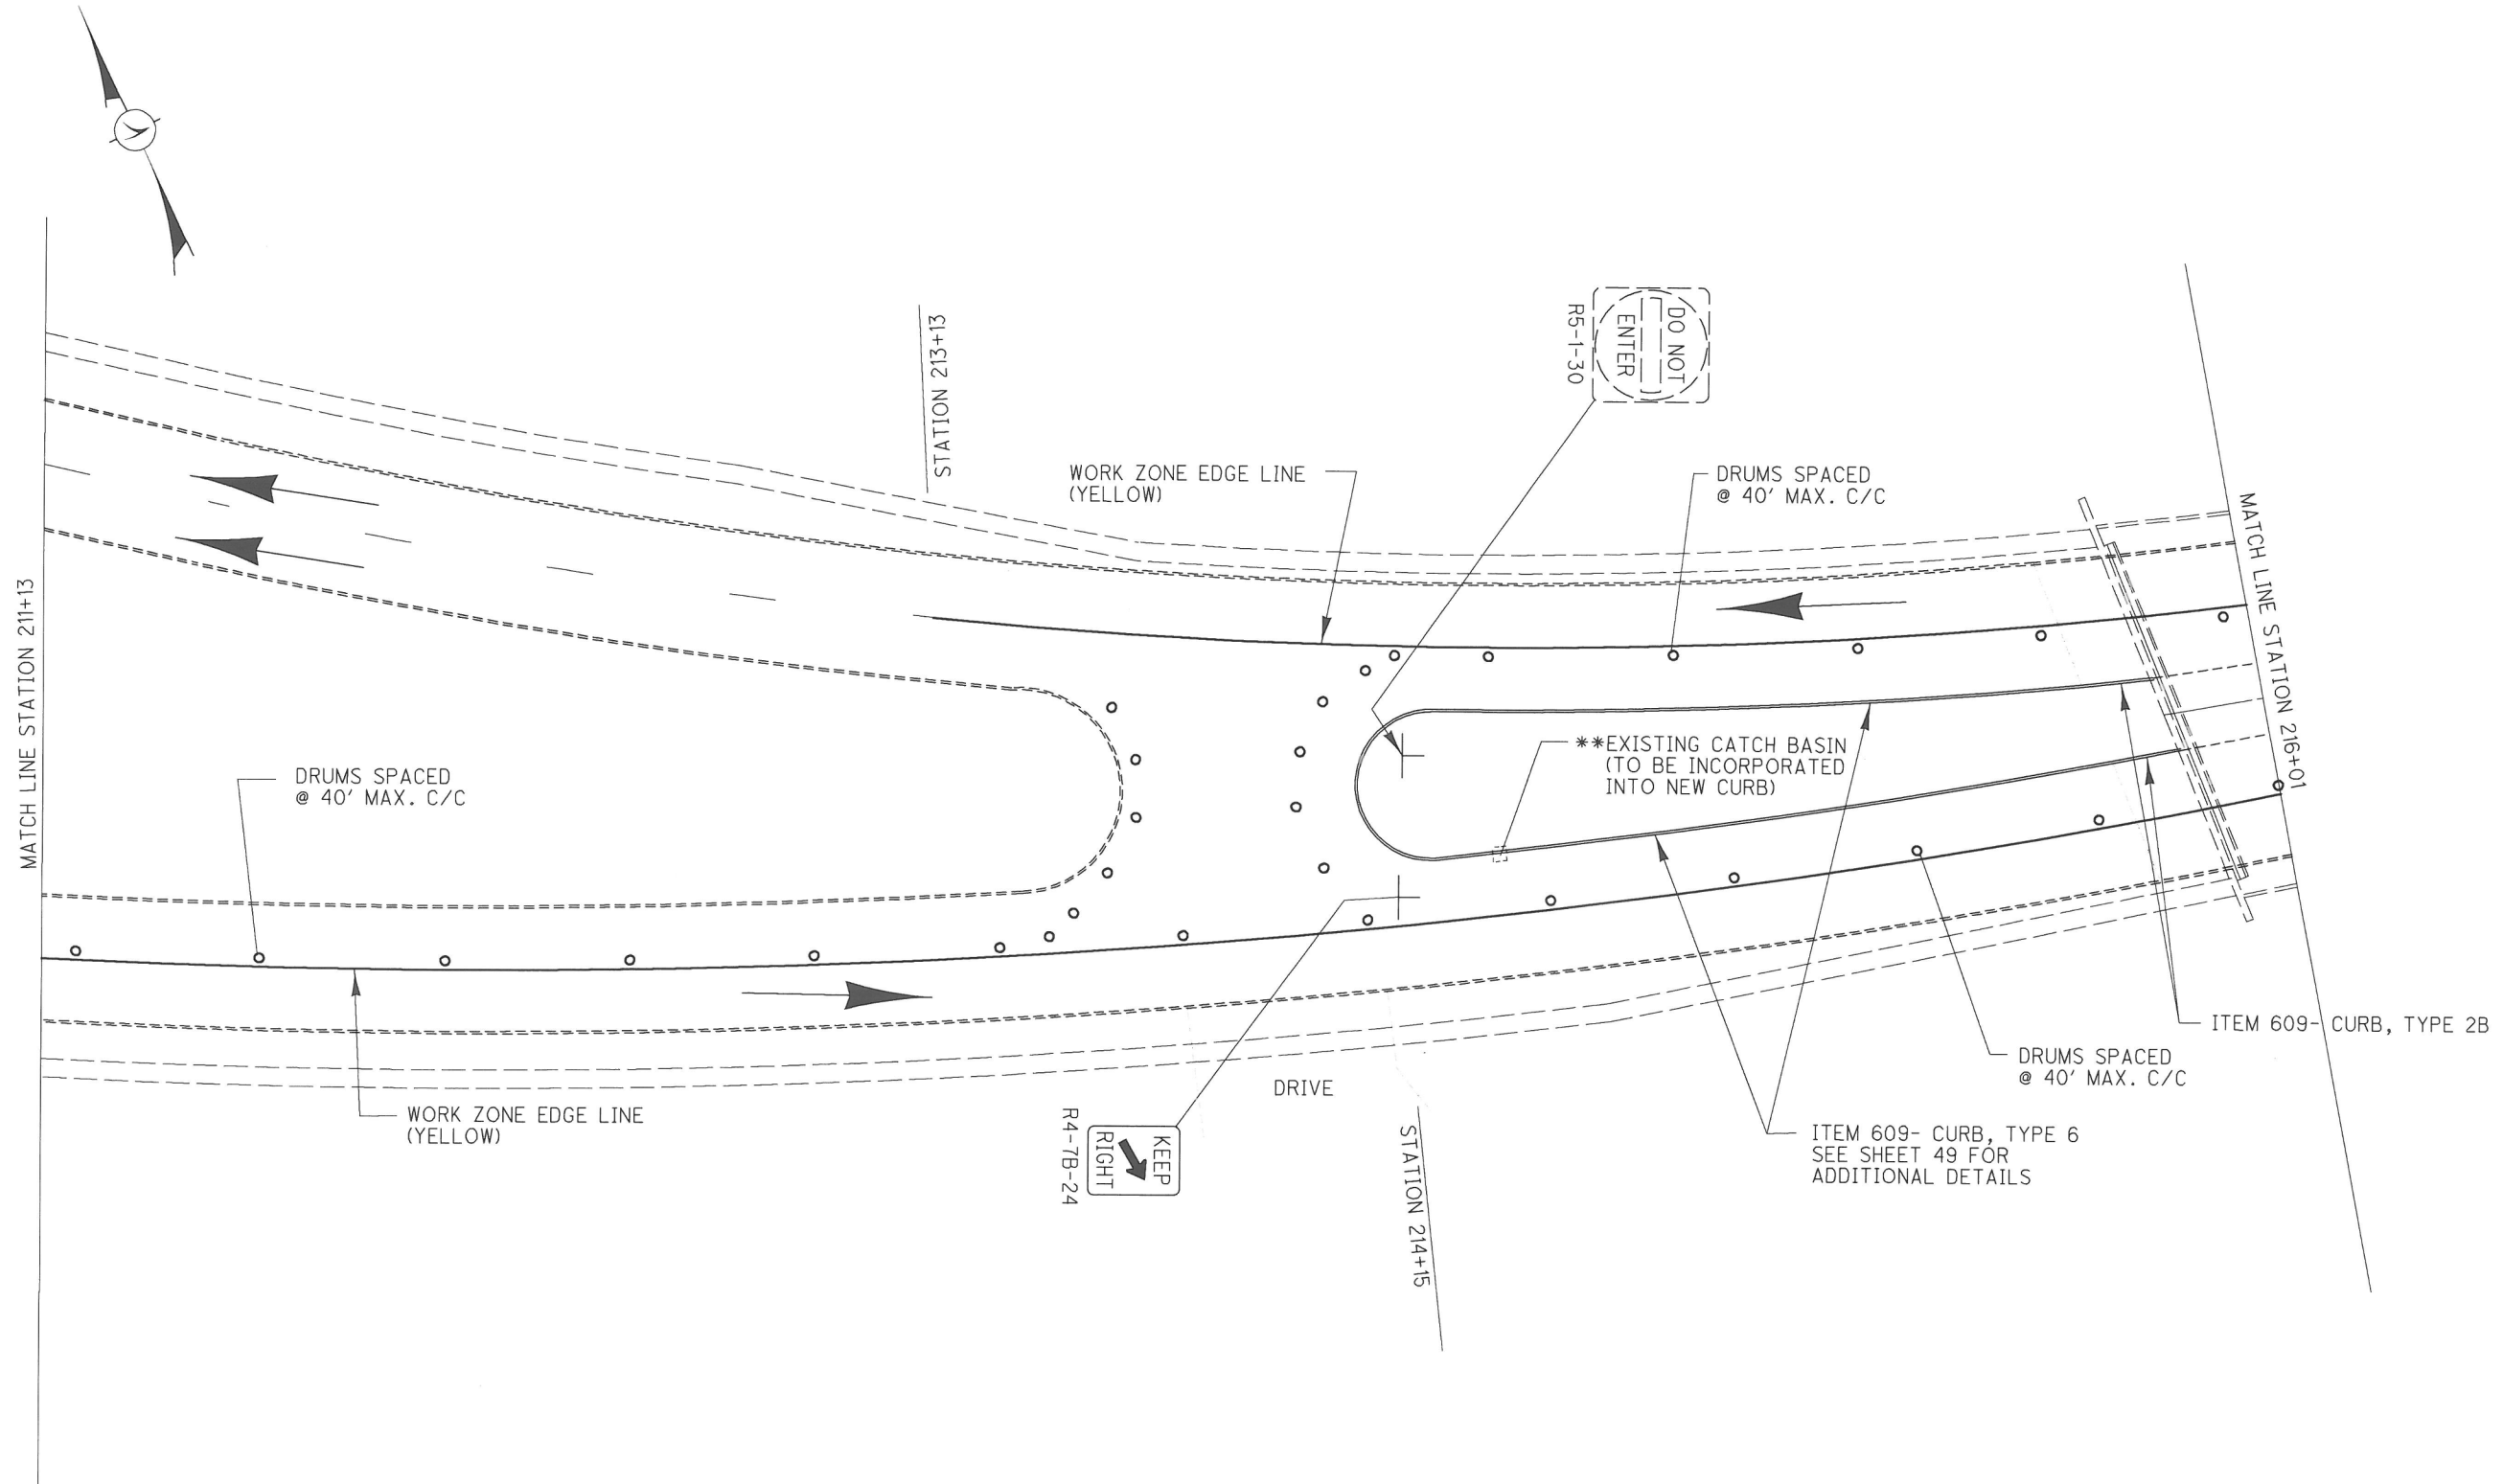 STATION 213+13
DO NOT
ENTER
R5-1-30
WORK ZONE EDGE LINE
(YELLOW)
DRUMS SPACED
@ 40' MAX. C/C
MATCH LINE STATION 216+01
MATCH LINE STATION 211+13
**EXISTING CATCH BASIN
(TO BE INCORPORATED
INTO NEW CURB)
DRUMS SPACED
@ 40' MAX. C/C
ITEM 609- CURB, TYPE 2B
DRUMS SPACED
@ 40' MAX. C/C
DRIVE
WORK ZONE EDGE LINE
(YELLOW)
KEEP
RIGHT
R4-7B-24
STATION 214+15
ITEM 609- CURB, TYPE 6
SEE SHEET 49 FOR
ADDITIONAL DETAILS